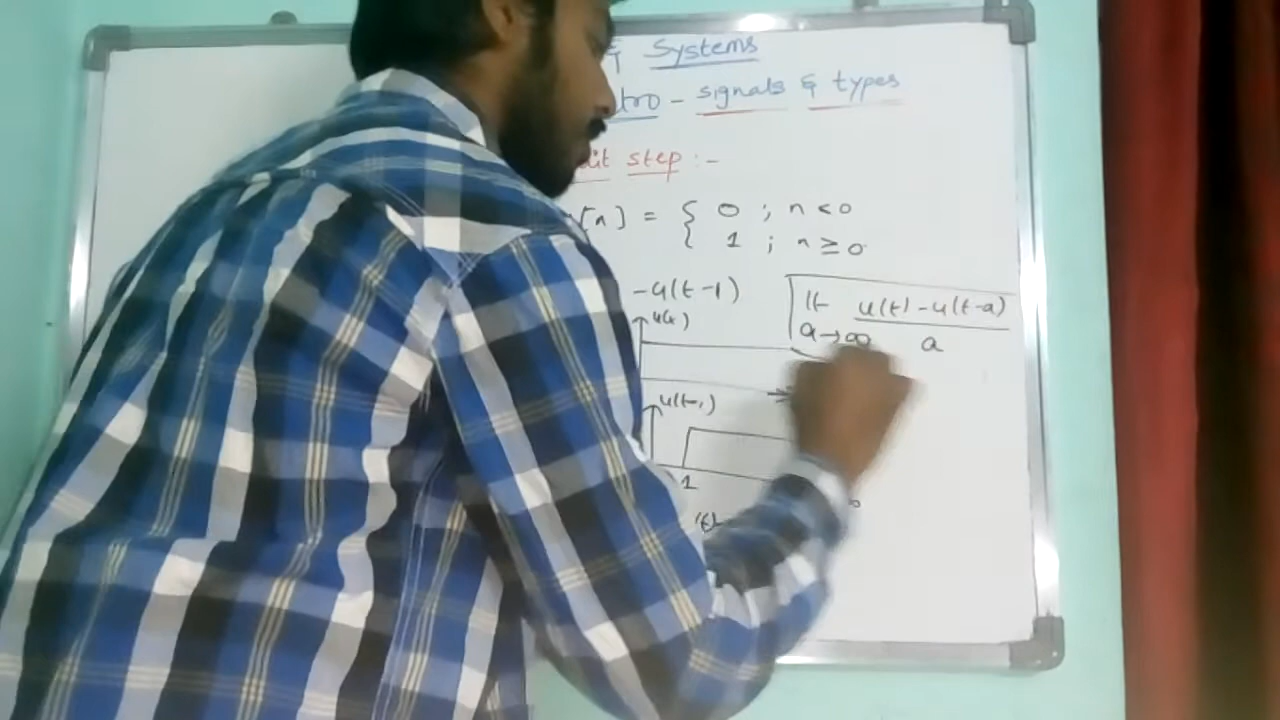 & Systems
tro - signals & types
it step :-
[n] = { 0 ; n < 0
1 ; n ≥ 0
-u(t-1)
lt u(t) - u(t-a)
a→∞ a
u(t)
u(t-1)
1